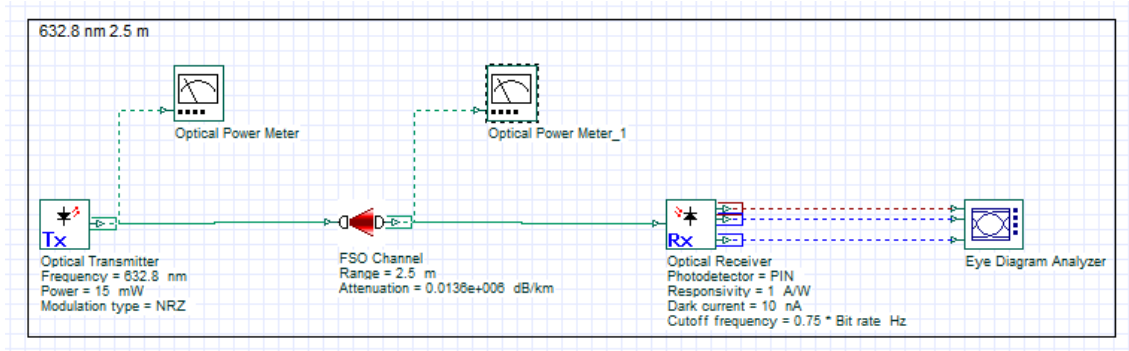 632.8 nm 2.5 m
Optical Power Meter
Optical Power Meter_1
Tx
Optical Transmitter
Frequency = 632.8 nm
Power = 15 mW
Modulation type = NRZ
FSO Channel
Range = 2.5 m
Attenuation = 0.0136e+006 dB/km
Rx
Optical Receiver
Photodetector = PIN
Responsivity = 1 A/W
Dark current = 10 nA
Cutoff frequency = 0.75 * Bit rate Hz
Eye Diagram Analyzer